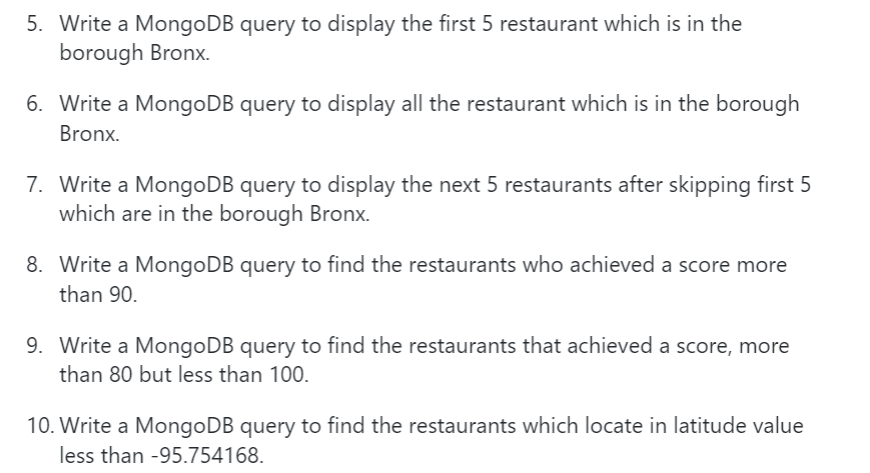 5. Write a MongoDB query to display the first 5 restaurant which is in the
borough Bronx.
6. Write a MongoDB query to display all the restaurant which is in the borough
Bronx.
7. Write a MongoDB query to display the next 5 restaurants after skipping first 5
which are in the borough Bronx.
8. Write a MongoDB query to find the restaurants who achieved a score more
than 90.
9. Write a MongoDB query to find the restaurants that achieved a score, more
than 80 but less than 100.
10. Write a MongoDB query to find the restaurants which locate in latitude value
less than -95.754168.